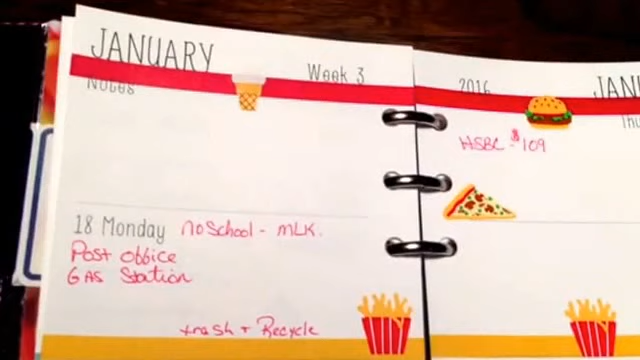 JANUARY
Week 3
Notes
18 Monday no School - MLK.
Post office
GAS Station
trash + Recycle
2016
JAN
Thu
HSBC - $109